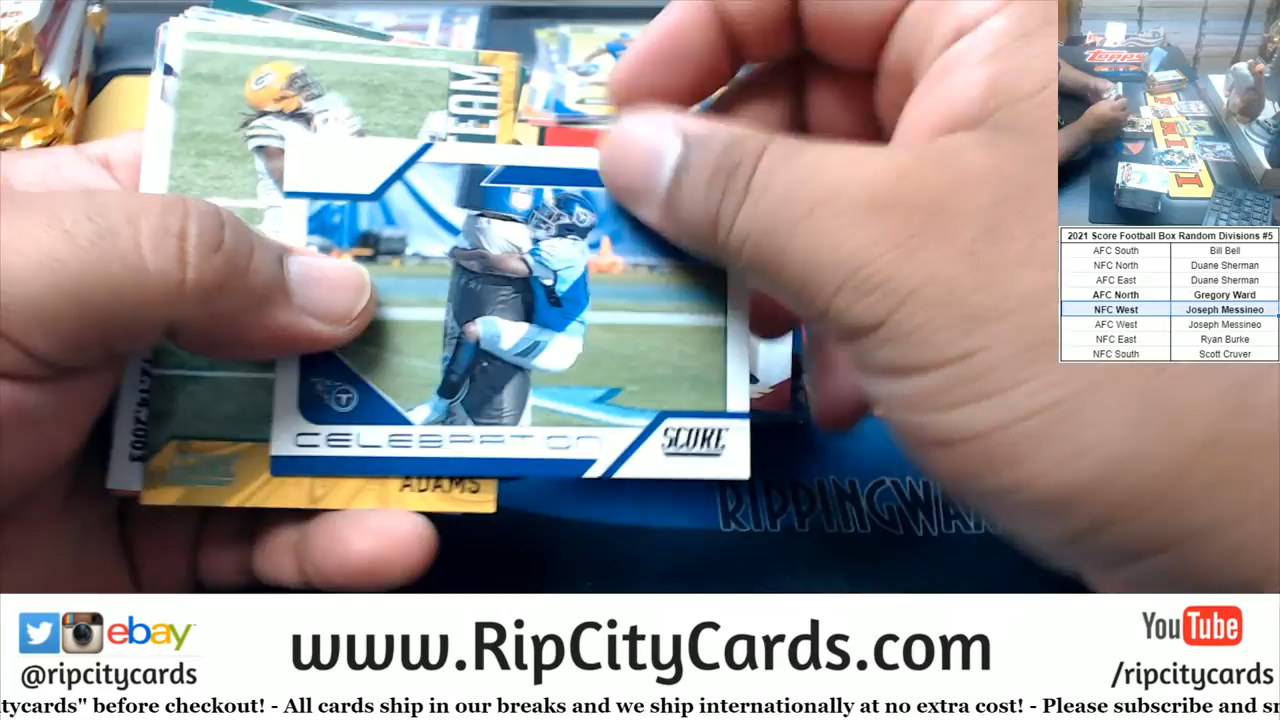 TEAM
CELEBRATION
SCORE
ADAMS
RIPPINGWAX
Topps
2021 Score Football Box Random Divisions #5
AFC South Bill Bell
NFC North Duane Sherman
AFC East Duane Sherman
AFC North Gregory Ward
NFC West Joseph Messineo
AFC West Joseph Messineo
NFC East Ryan Burke
NFC South Scott Cruver
ebay
@ripcitycards
www.RipCityCards.com
YouTube
/ripcitycards
tycards" before checkout! - All cards ship in our breaks and we ship internationally at no extra cost! - Please subscribe and